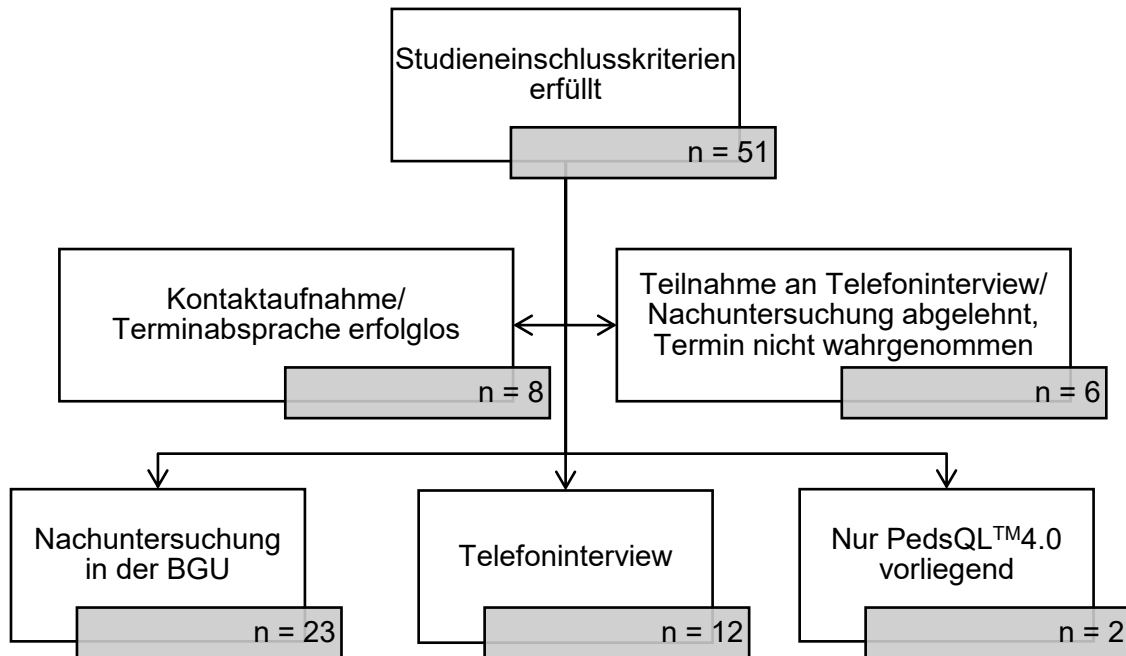 Studieneinschlusskriterien
erfüllt
n = 51
Kontaktaufnahme/
Terminabsprache erfolglos
n = 8
Teilnahme an Telefoninterview/
Nachuntersuchung abgelehnt,
Termin nicht wahrgenommen
n = 6
Nachuntersuchung
in der BGU
n = 23
Telefoninterview
n = 12
Nur PedsQL™4.0
vorliegend
n = 2